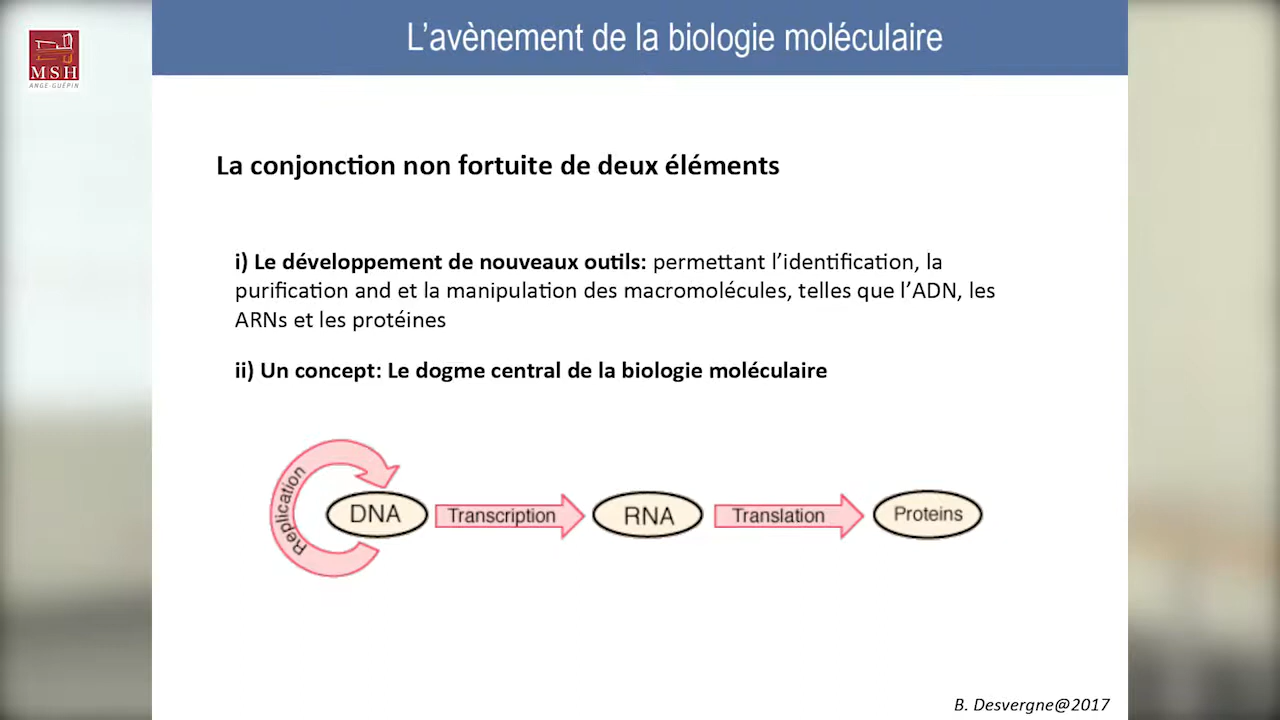 MSH
ANGE-GUÉPIN
L'avènement de la biologie moléculaire
La conjonction non fortuite de deux éléments
i) Le développement de nouveaux outils: permettant l'identification, la
purification and et la manipulation des macromolécules, telles que l'ADN, les
ARNs et les protéines
ii) Un concept: Le dogme central de la biologie moléculaire
Replication
DNA
Transcription
RNA
Translation
Proteins
B. Desvergne@2017